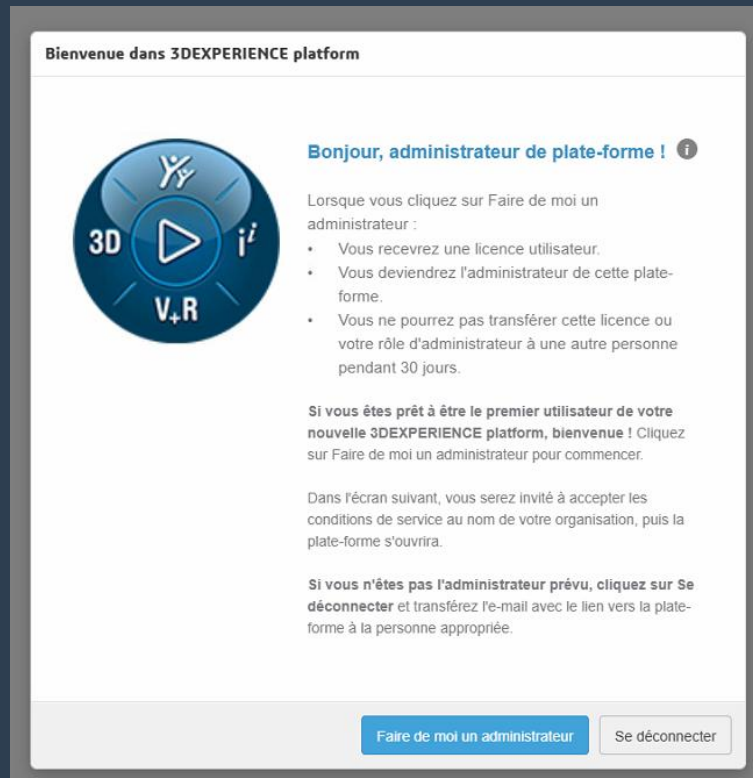 Bienvenue dans 3DEXPERIENCE platform
3D
i²
V+R
Bonjour, administrateur de plate-forme !
i
Lorsque vous cliquez sur Faire de moi un
administrateur :
• Vous recevrez une licence utilisateur.
• Vous deviendrez l'administrateur de cette plate-
forme.
• Vous ne pourrez pas transférer cette licence ou
votre rôle d'administrateur à une autre personne
pendant 30 jours.
Si vous êtes prêt à être le premier utilisateur de votre
nouvelle 3DEXPERIENCE platform, bienvenue ! Cliquez
sur Faire de moi un administrateur pour commencer.
Dans l'écran suivant, vous serez invité à accepter les
conditions de service au nom de votre organisation, puis la
plate-forme s'ouvrira.
Si vous n'êtes pas l'administrateur prévu, cliquez sur Se
déconnecter et transférez l'e-mail avec le lien vers la plate-
forme à la personne appropriée.
Faire de moi un administrateur
Se déconnecter